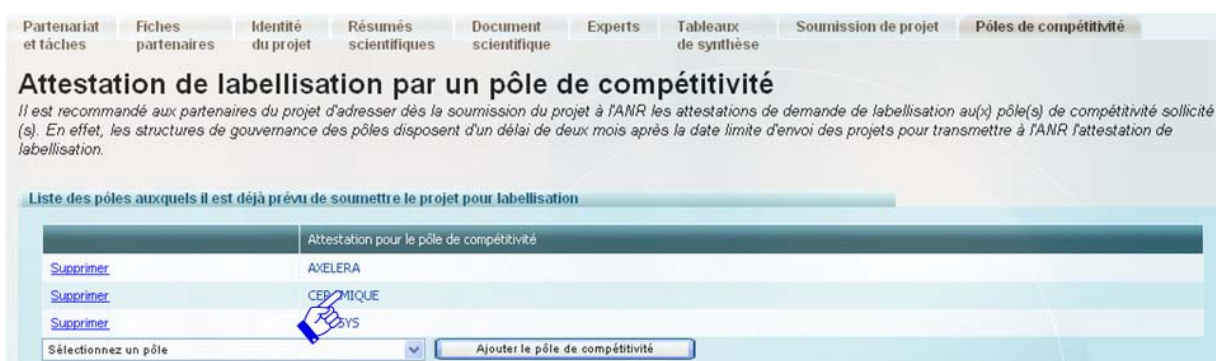 Partenariat et tâches
Fiches partenaires
Identité du projet
Résumés scientifiques
Document scientifique
Experts
Tableaux de synthèse
Soumission de projet
Pôles de compétitivité
Attestation de labellisation par un pôle de compétitivité
Il est recommandé aux partenaires du projet d'adresser dès la soumission du projet à l'ANR les attestations de demande de labellisation au(x) pôle(s) de compétitivité sollicité
(s). En effet, les structures de gouvernance des pôles disposent d'un délai de deux mois après la date limite d'envoi des projets pour transmettre à l'ANR l'attestation de
labellisation.
Liste des pôles auxquels il est déjà prévu de soumettre le projet pour labellisation
Attestation pour le pôle de compétitivité
Supprimer AXELERA
Supprimer
Supprimer
Sélectionnez un pôle Ajouter le pôle de compétitivité